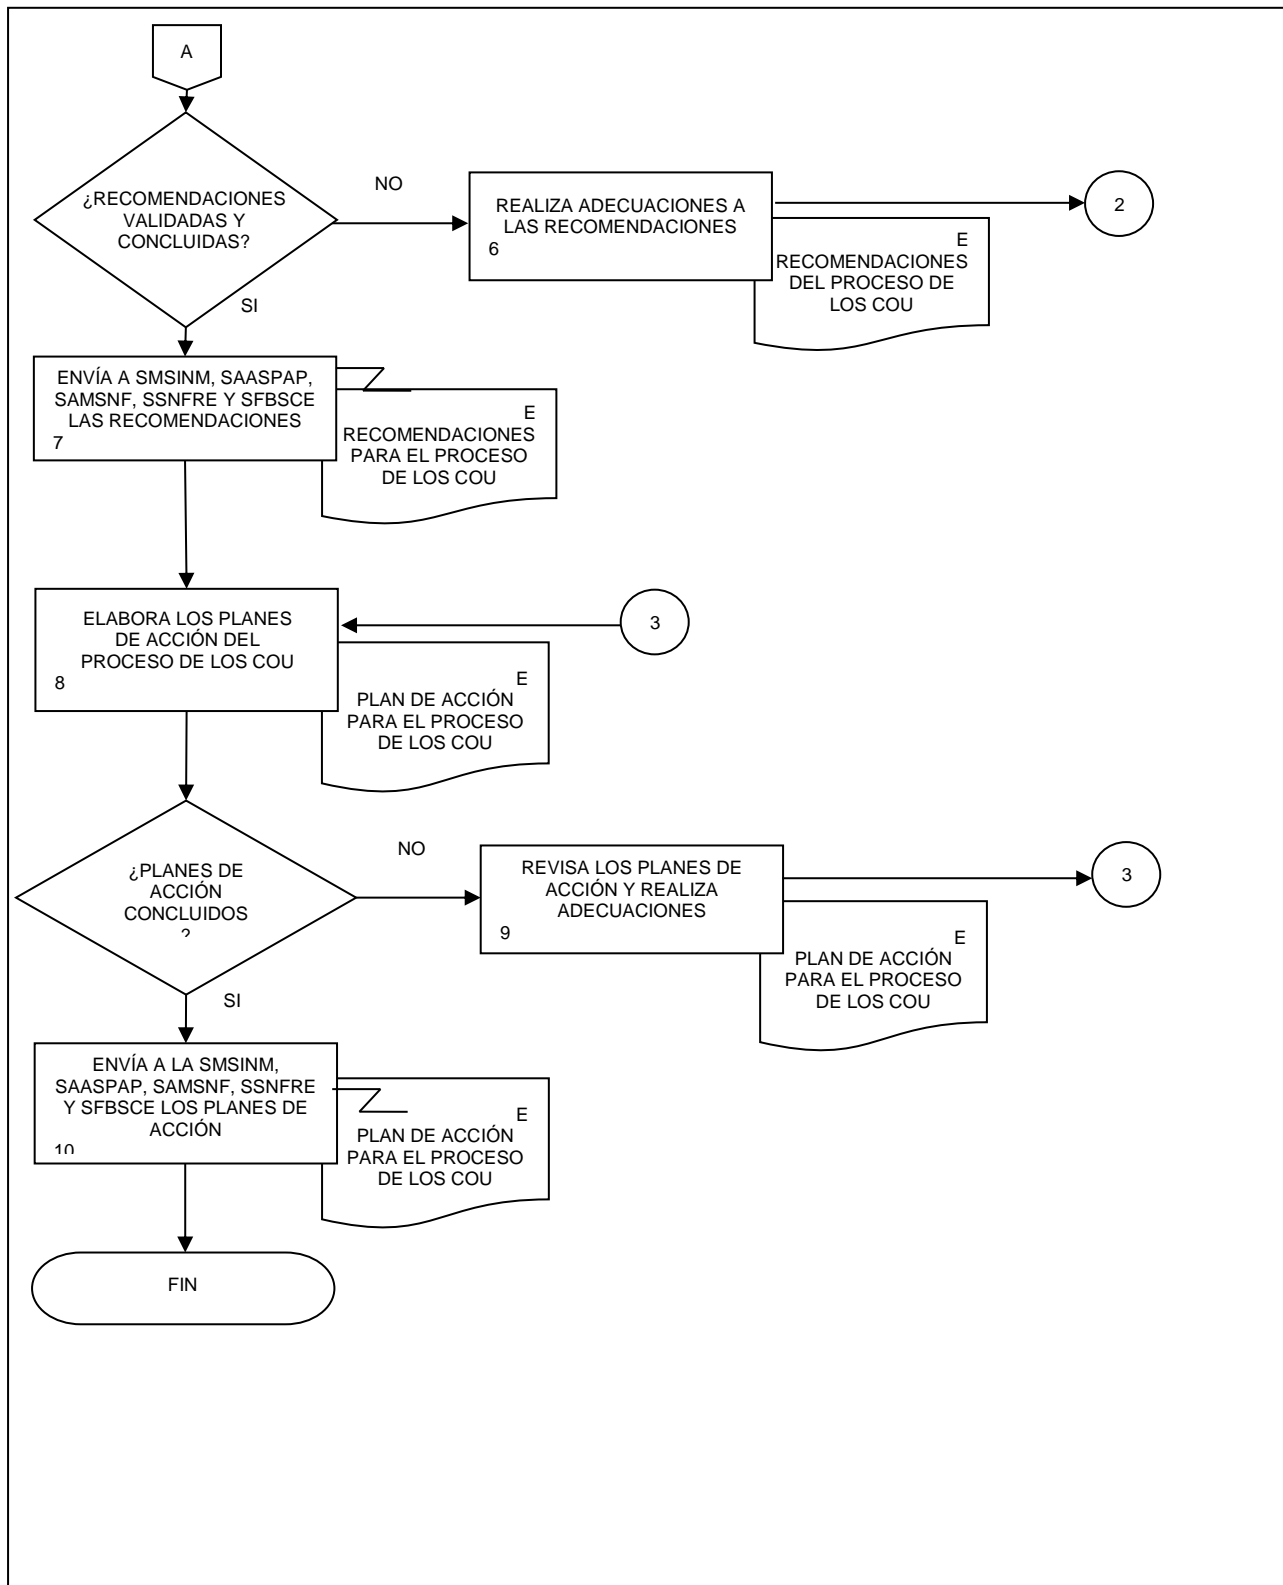 A
¿RECOMENDACIONES
VALIDADAS Y
CONCLUIDAS?
NO
REALIZA ADECUACIONES A
LAS RECOMENDACIONES
6
2
E
RECOMENDACIONES
DEL PROCESO DE
LOS COU
SI
ENVÍA A SMSINM, SAASPAP,
SAMSNF, SSNFRE Y SFBSCE
LAS RECOMENDACIONES
7
E
RECOMENDACIONES
PARA EL PROCESO
DE LOS COU
ELABORA LOS PLANES
DE ACCIÓN DEL
PROCESO DE LOS COU
8
3
E
PLAN DE ACCIÓN
PARA EL PROCESO
DE LOS COU
¿PLANES DE
ACCIÓN
CONCLUIDOS
?
NO
REVISA LOS PLANES DE
ACCIÓN Y REALIZA
ADECUACIONES
9
3
E
PLAN DE ACCIÓN
PARA EL PROCESO
DE LOS COU
SI
ENVÍA A LA SMSINM,
SAASPAP, SAMSNF, SSNFRE
Y SFBSCE LOS PLANES DE
ACCIÓN
10
E
PLAN DE ACCIÓN
PARA EL PROCESO
DE LOS COU
FIN